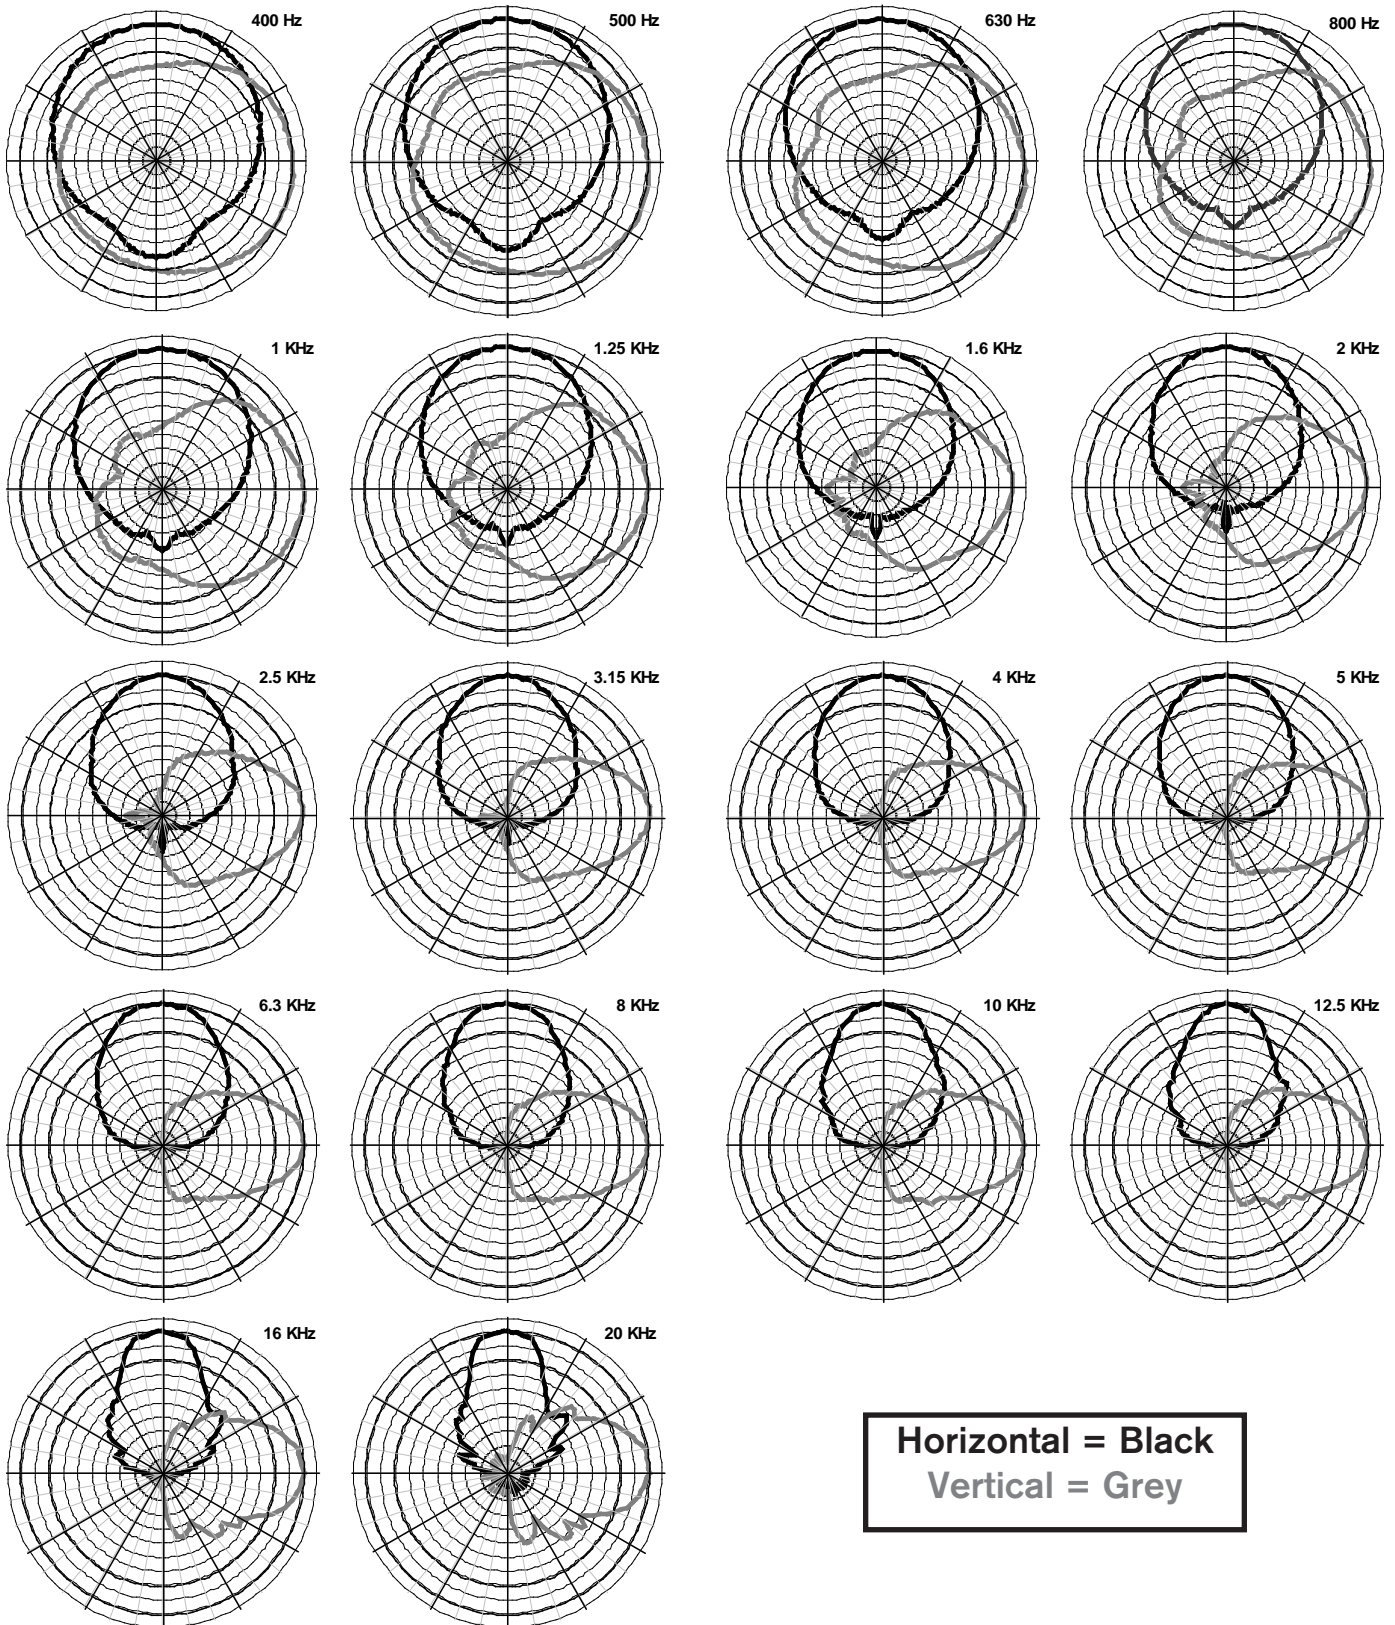 400 Hz
500 Hz
630 Hz
800 Hz
1 KHz
1.25 KHz
1.6 KHz
2 KHz
2.5 KHz
3.15 KHz
4 KHz
5 KHz
6.3 KHz
8 KHz
10 KHz
12.5 KHz
16 KHz
20 KHz
Horizontal = Black
Vertical = Grey